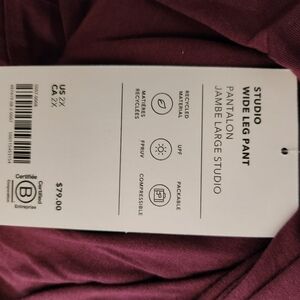 STUDIO
WIDE LEG PANT
PANTALON
JAMBE LARGE STUDIO
RECYCLED
MATERIAL
MATIÈRES
RECYCLÉES
UPF
FPRUV
PACKABLE
COMPRESSIBLE
US 2X
CA 2X
$79.00
Certified
B
Corporation
Certifiée
B
Entreprise